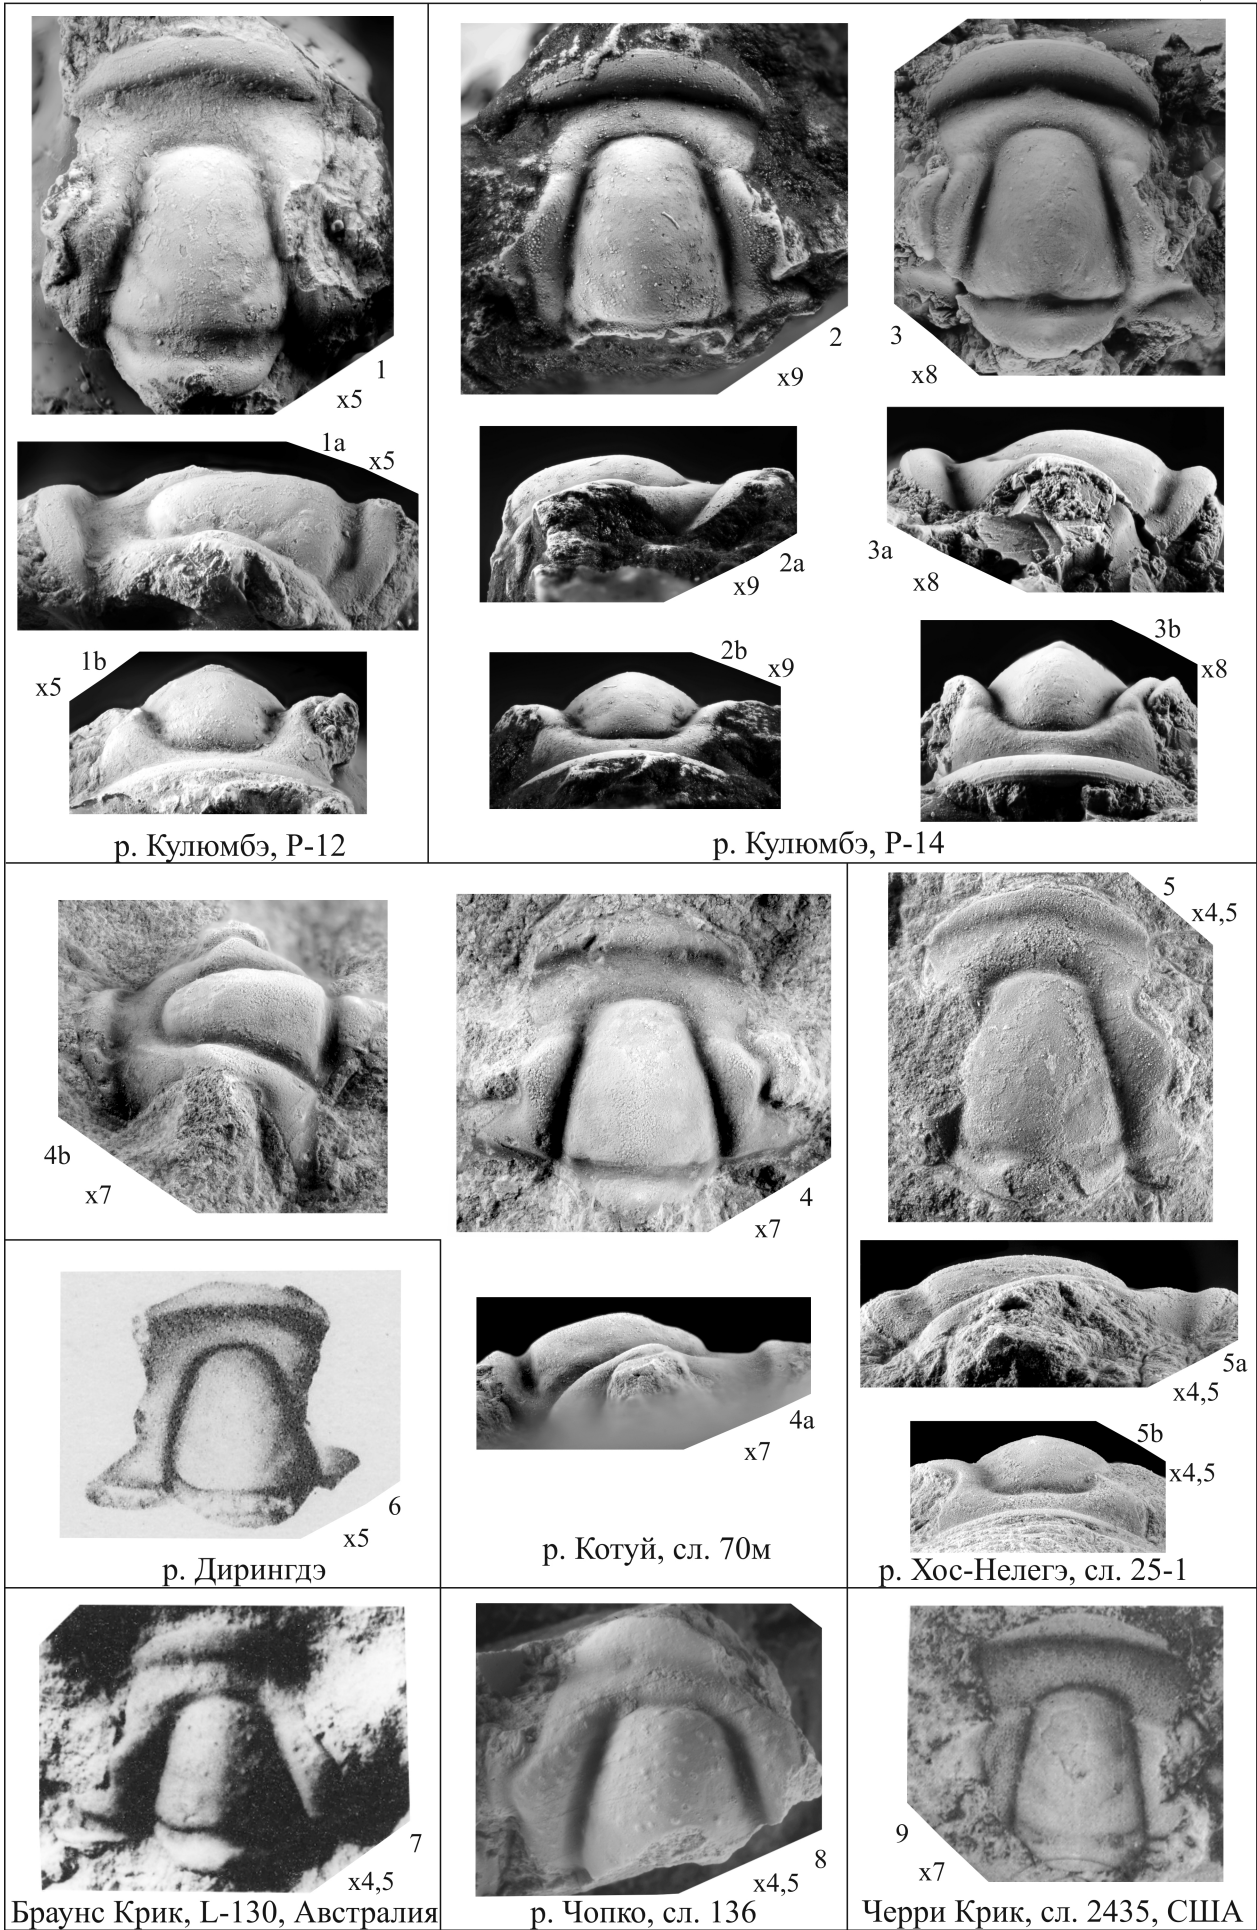 1
x5
2
x9
3
x8
1a
x5
2a
x9
3a
x8
1b
x5
2b
x9
3b
x8
р. Кулюмбэ, Р-12
р. Кулюмбэ, Р-14
4b
x7
4
x7
5
x4,5
6
x5
4a
x7
5a
x4,5
5b
x4,5
р. Дирингдэ
р. Котуй, сл. 70м
р. Хос-Нелегэ, сл. 25-1
7
x4,5
8
x4,5
9
x7
Браунс Крик, L-130, Австралия
р. Чопко, сл. 136
Черри Крик, сл. 2435, США